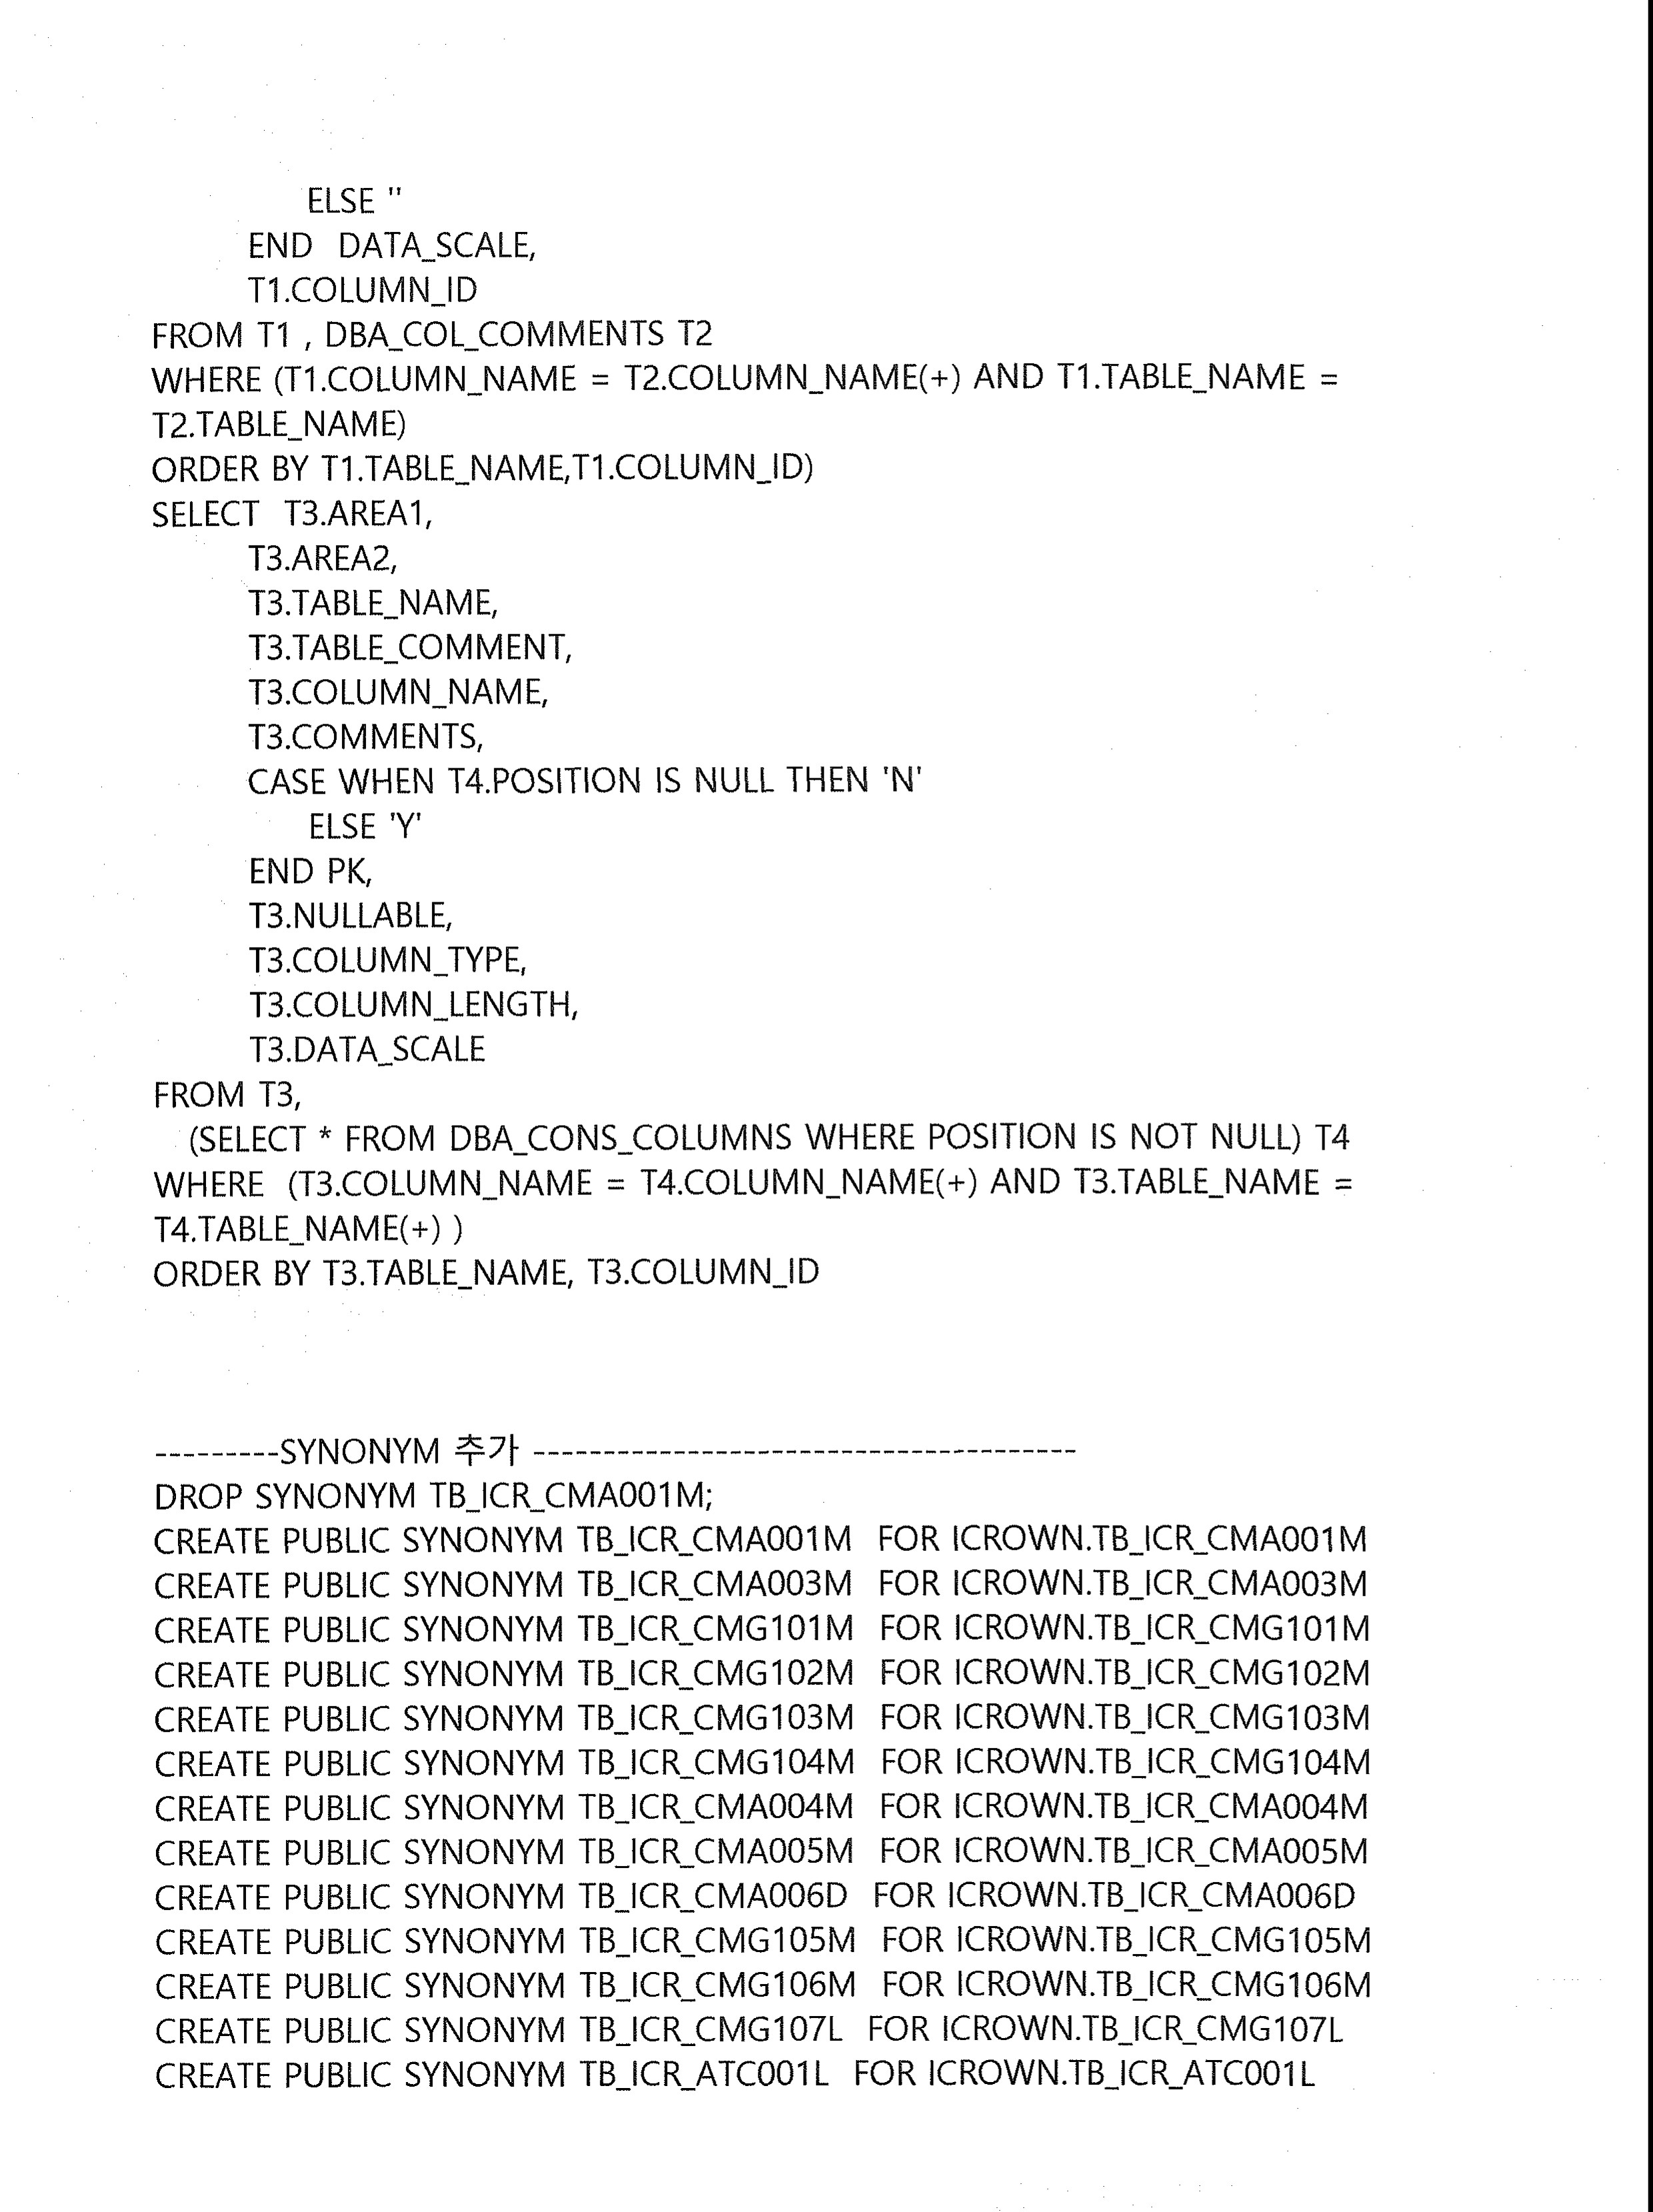 ELSE ''
END  DATA_SCALE,
T1.COLUMN_ID
FROM T1 , DBA_COL_COMMENTS T2
WHERE (T1.COLUMN_NAME = T2.COLUMN_NAME(+) AND T1.TABLE_NAME =
T2.TABLE_NAME)
ORDER BY T1.TABLE_NAME,T1.COLUMN_ID)
SELECT  T3.AREA1,
T3.AREA2,
T3.TABLE_NAME,
T3.TABLE_COMMENT,
T3.COLUMN_NAME,
T3.COMMENTS,
CASE WHEN T4.POSITION IS NULL THEN 'N'
ELSE 'Y'
END PK,
T3.NULLABLE,
T3.COLUMN_TYPE,
T3.COLUMN_LENGTH,
T3.DATA_SCALE
FROM T3,
(SELECT * FROM DBA_CONS_COLUMNS WHERE POSITION IS NOT NULL) T4
WHERE  (T3.COLUMN_NAME = T4.COLUMN_NAME(+) AND T3.TABLE_NAME =
T4.TABLE_NAME(+) )
ORDER BY T3.TABLE_NAME, T3.COLUMN_ID
---------SYNONYM 추가 ---------------------------------------
DROP SYNONYM TB_ICR_CMA001M;
CREATE PUBLIC SYNONYM TB_ICR_CMA001M  FOR ICROWN.TB_ICR_CMA001M
CREATE PUBLIC SYNONYM TB_ICR_CMA003M  FOR ICROWN.TB_ICR_CMA003M
CREATE PUBLIC SYNONYM TB_ICR_CMG101M  FOR ICROWN.TB_ICR_CMG101M
CREATE PUBLIC SYNONYM TB_ICR_CMG102M  FOR ICROWN.TB_ICR_CMG102M
CREATE PUBLIC SYNONYM TB_ICR_CMG103M  FOR ICROWN.TB_ICR_CMG103M
CREATE PUBLIC SYNONYM TB_ICR_CMG104M  FOR ICROWN.TB_ICR_CMG104M
CREATE PUBLIC SYNONYM TB_ICR_CMA004M  FOR ICROWN.TB_ICR_CMA004M
CREATE PUBLIC SYNONYM TB_ICR_CMA005M  FOR ICROWN.TB_ICR_CMA005M
CREATE PUBLIC SYNONYM TB_ICR_CMA006D  FOR ICROWN.TB_ICR_CMA006D
CREATE PUBLIC SYNONYM TB_ICR_CMG105M  FOR ICROWN.TB_ICR_CMG105M
CREATE PUBLIC SYNONYM TB_ICR_CMG106M  FOR ICROWN.TB_ICR_CMG106M
CREATE PUBLIC SYNONYM TB_ICR_CMG107L  FOR ICROWN.TB_ICR_CMG107L
CREATE PUBLIC SYNONYM TB_ICR_ATC001L  FOR ICROWN.TB_ICR_ATC001L